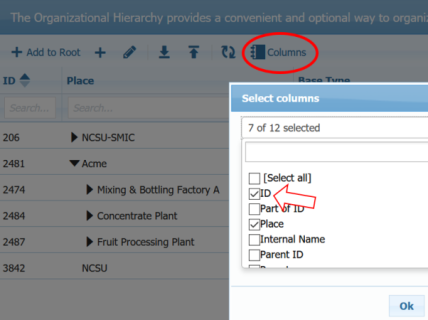 The Organizational Hierarchy provides a convenient and optional way to organiz
Add to Root
Columns
ID Place Base Type
Search... Search...
206 NCSU-SMIC
2481 Acme
2474 Mixing & Bottling Factory A
2484 Concentrate Plant
2487 Fruit Processing Plant
3842 NCSU
Select columns
7 of 12 selected
[Select all]
ID
Part of ID
Place
Internal Name
Parent ID
Ok